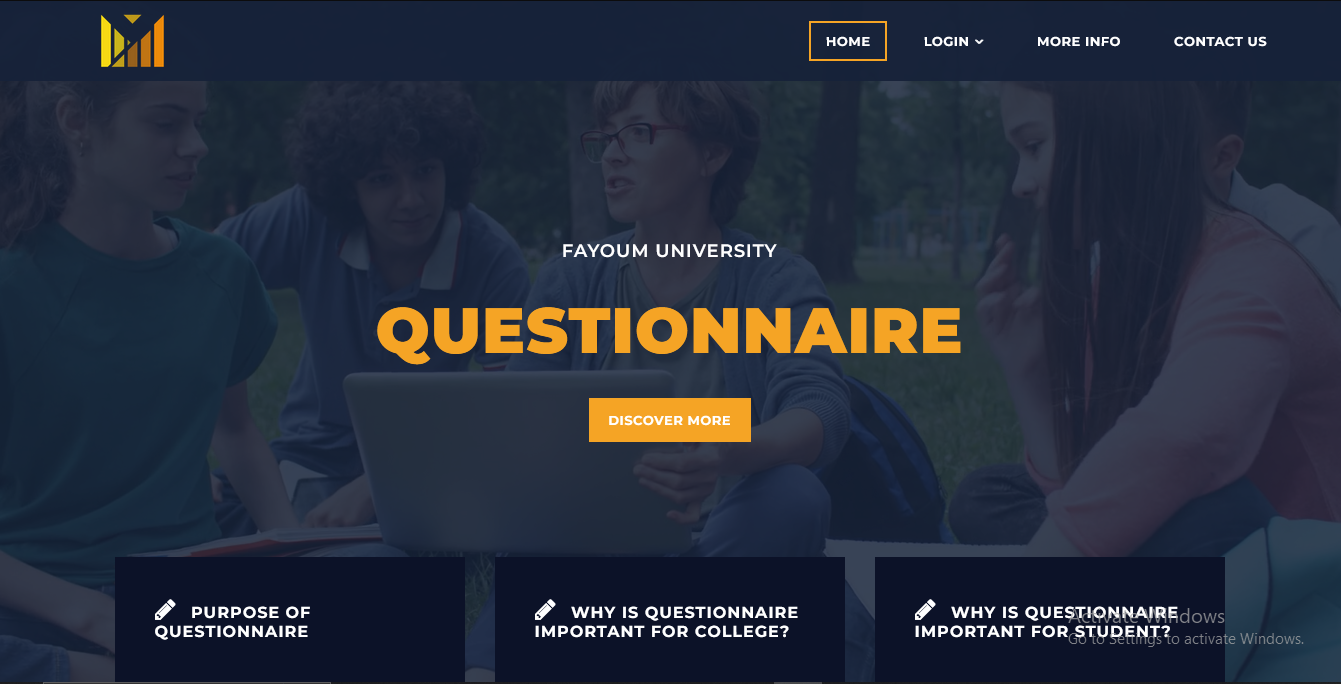 HOME
LOGIN
MORE INFO
CONTACT US
FAYOUM UNIVERSITY
QUESTIONNAIRE
DISCOVER MORE
PURPOSE OF
QUESTIONNAIRE
WHY IS QUESTIONNAIRE
IMPORTANT FOR COLLEGE?
WHY IS QUESTIONNAIRE
IMPORTANT FOR STUDENT?
Activate Windows
Go to Settings to activate Windows.